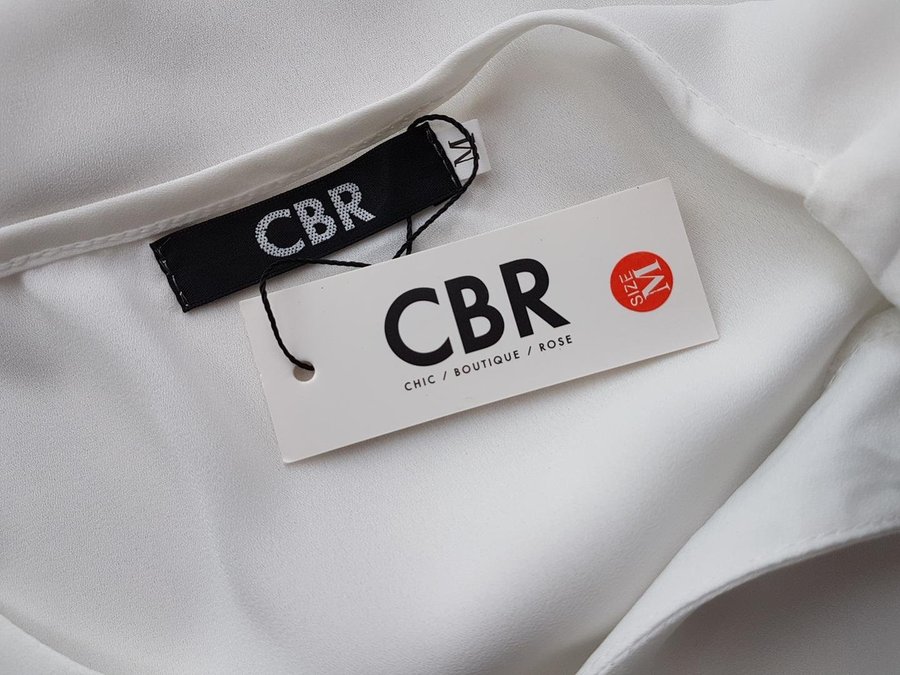 CBR
M
CBR
CHIC / BOUTIQUE / ROSE
SIZE
M